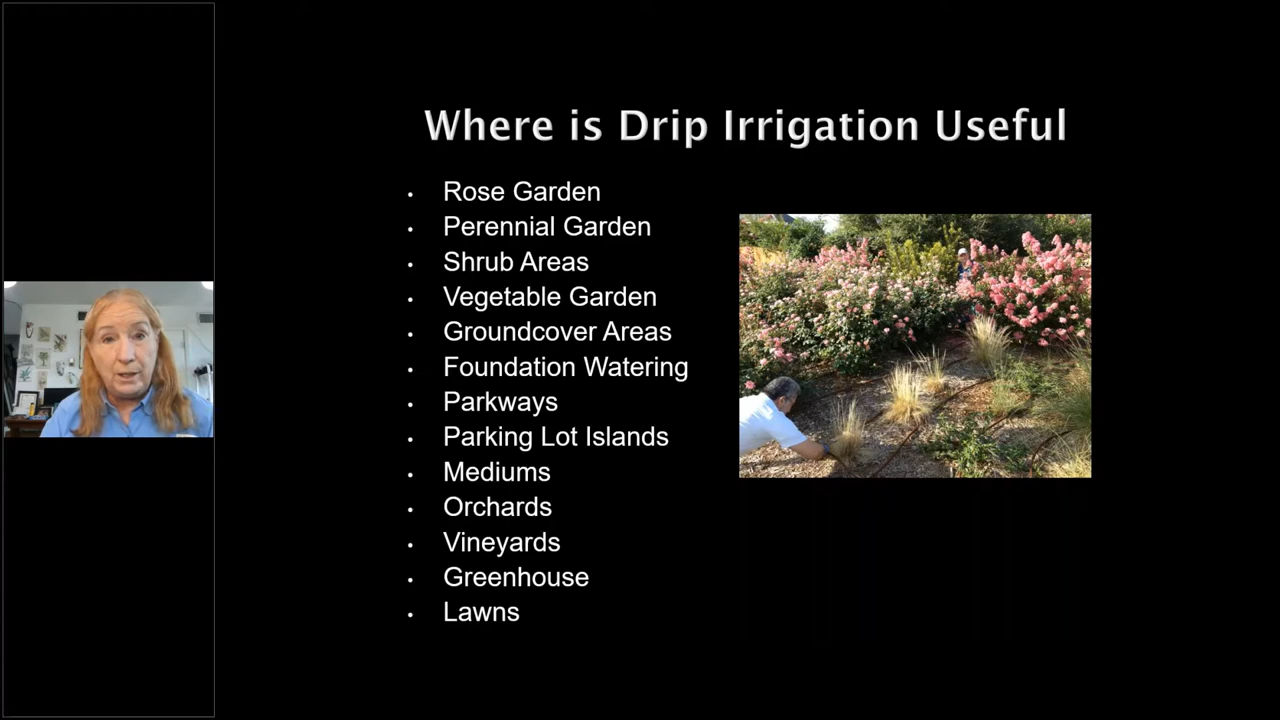 Where is Drip Irrigation Useful
• Rose Garden
• Perennial Garden
• Shrub Areas
• Vegetable Garden
• Groundcover Areas
• Foundation Watering
• Parkways
• Parking Lot Islands
• Mediums
• Orchards
• Vineyards
• Greenhouse
• Lawns